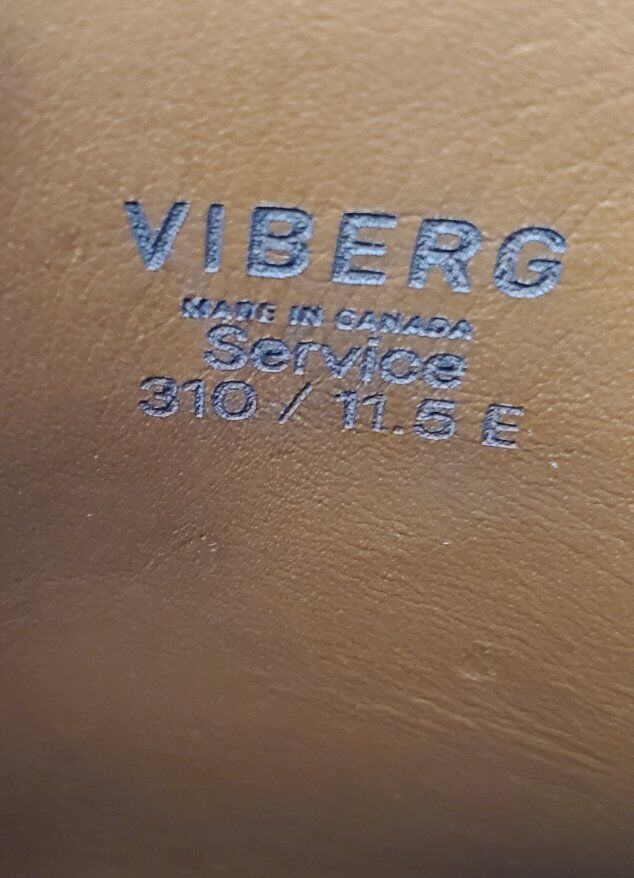 VIBERG
MADE IN CANADA
Service
310 / 11.5 E